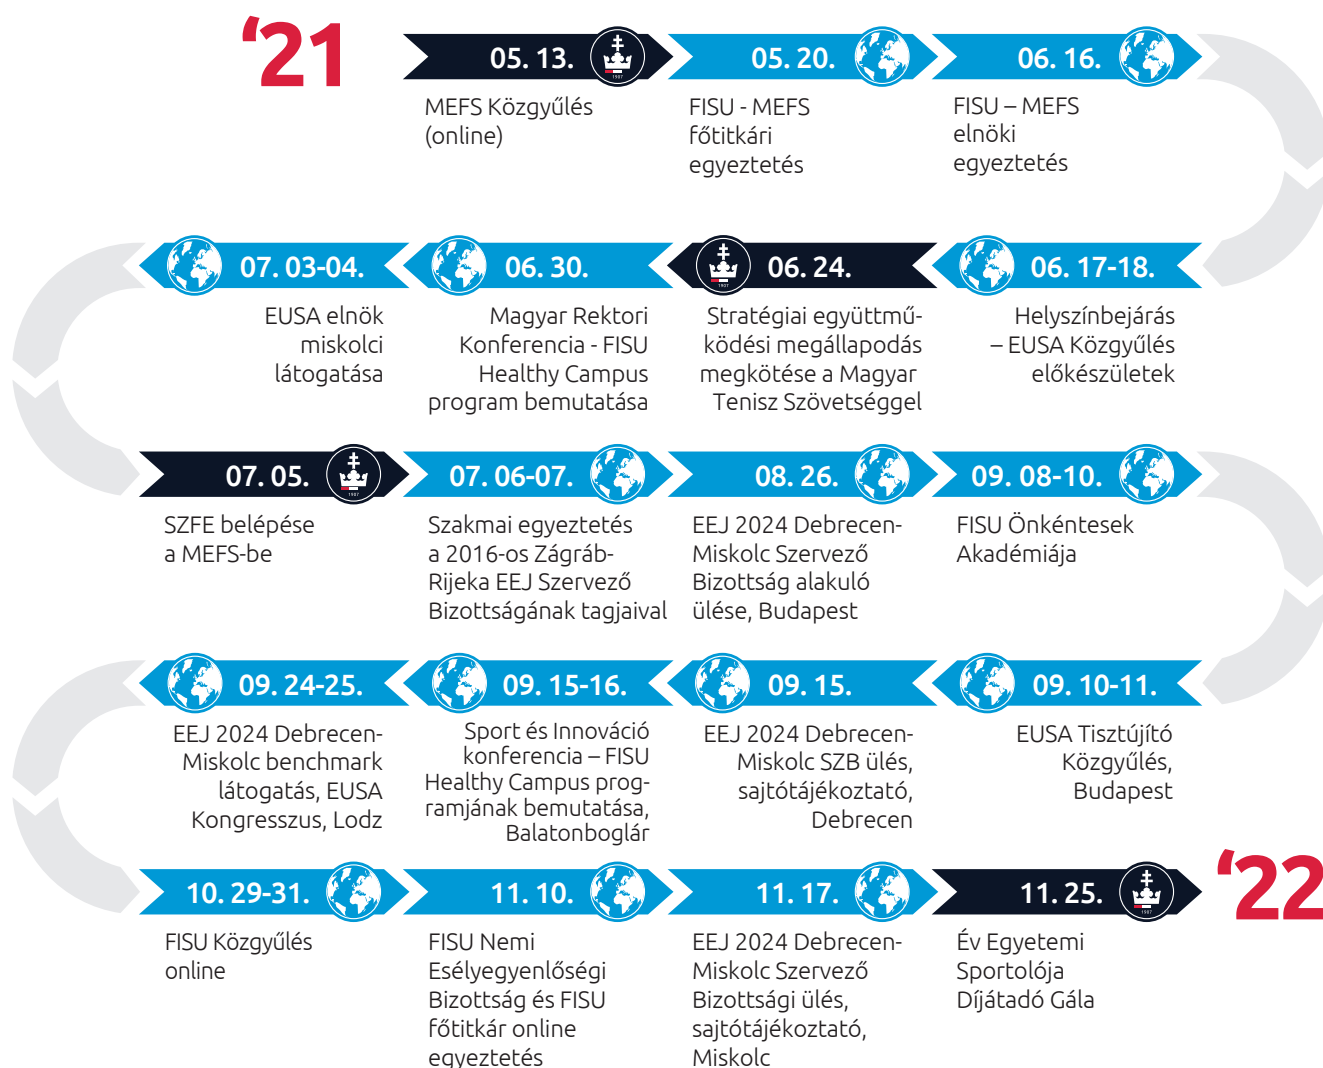 ‘21
05. 13.
MEFS Közgyűlés
(online)
05. 20.
FISU - MEFS
főtitkári
egyeztetés
06. 16.
FISU – MEFS
elnöki
egyeztetés
06. 17-18.
Helyszínbejárás
– EUSA Közgyűlés
előkészületek
06. 24.
Stratégiai együttmű-
ködési megállapodás
megkötése a Magyar
Tenisz Szövetséggel
06. 30.
Magyar Rektori
Konferencia - FISU
Healthy Campus
program bemutatása
07. 03-04.
EUSA elnök
miskolci
látogatása
07. 05.
SZFE belépése
a MEFS-be
07. 06-07.
Szakmai egyeztetés
a 2016-os Zágráb-
Rijeka EEJ Szervező
Bizottságának tagjaival
08. 26.
EEJ 2024 Debrecen-
Miskolc Szervező
Bizottság alakuló
ülése, Budapest
09. 08-10.
FISU Önkéntesek
Akadémiája
09. 10-11.
EUSA Tisztújító
Közgyűlés,
Budapest
09. 15.
EEJ 2024 Debrecen-
Miskolc SZB ülés,
sajtótájékoztató,
Debrecen
09. 15-16.
Sport és Innováció
konferencia – FISU
Healthy Campus prog-
ramjának bemutatása,
Balatonboglár
09. 24-25.
EEJ 2024 Debrecen-
Miskolc benchmark
látogatás, EUSA
Kongresszus, Lodz
10. 29-31.
FISU Közgyűlés
online
11. 10.
FISU Nemi
Esélyegyenlőségi
Bizottság és FISU
főtitkár online
egyeztetés
11. 17.
EEJ 2024 Debrecen-
Miskolc Szervező
Bizottsági ülés,
sajtótájékoztató,
Miskolc
11. 25.
Év Egyetemi
Sportolója
Díjátadó Gála
‘22
1907
1907
1907
1907